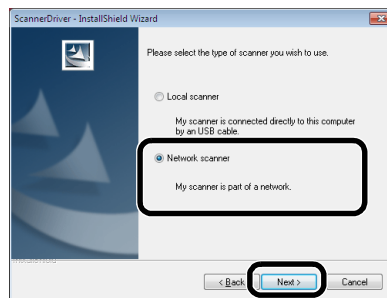 ScannerDriver - InstallShield Wizard
Please select the type of scanner you wish to use.
Local scanner
My scanner is connected directly to this computer
by an USB cable.
Network scanner
My scanner is part of a network.
InstallShield
< Back
Next >
Cancel